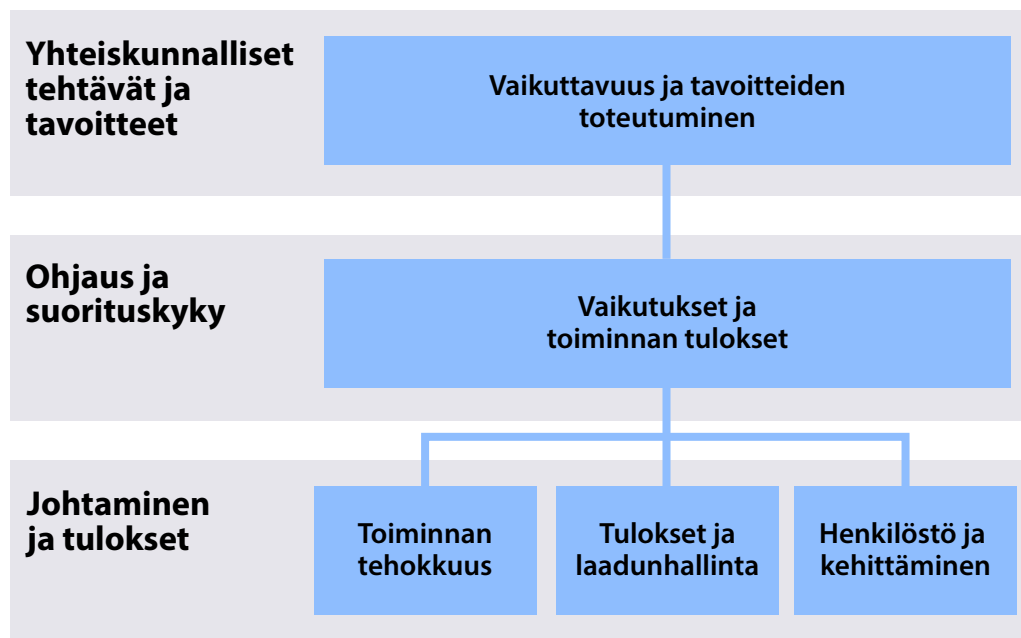 Yhteiskunnalliset
tehtävät ja
tavoitteet
Vaikuttavuus ja tavoitteiden
toteutuminen
Ohjaus ja
suorituskyky
Vaikutukset ja
toiminnan tulokset
Johtaminen
ja tulokset
Toiminnan
tehokkuus
Tulokset ja
laadunhallinta
Henkilöstö ja
kehittäminen